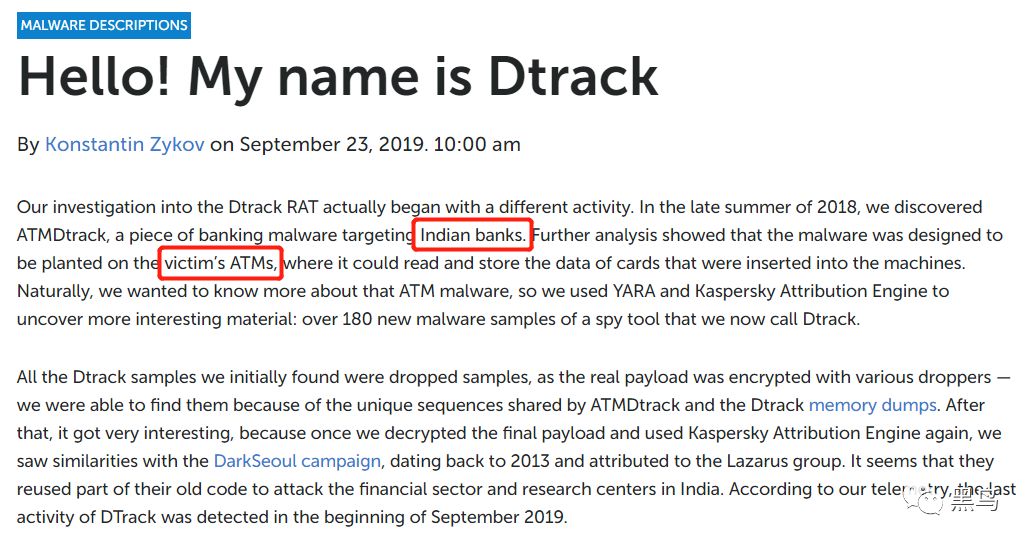 MALWARE DESCRIPTIONS
Hello! My name is Dtrack
By Konstantin Zykov on September 23, 2019. 10:00 am
Our investigation into the Dtrack RAT actually began with a different activity. In the late summer of 2018, we discovered
ATMDtrack, a piece of banking malware targeting Indian banks. Further analysis showed that the malware was designed to
be planted on the victim’s ATMs, where it could read and store the data of cards that were inserted into the machines.
Naturally, we wanted to know more about that ATM malware, so we used YARA and Kaspersky Attribution Engine to
uncover more interesting material: over 180 new malware samples of a spy tool that we now call Dtrack.
All the Dtrack samples we initially found were dropped samples, as the real payload was encrypted with various droppers —
we were able to find them because of the unique sequences shared by ATMDtrack and the Dtrack memory dumps. After
that, it got very interesting, because once we decrypted the final payload and used Kaspersky Attribution Engine again, we
saw similarities with the DarkSeoul campaign, dating back to 2013 and attributed to the Lazarus group. It seems that they
reused part of their old code to attack the financial sector and research centers in India. According to our telemetry, the last
activity of DTrack was detected in the beginning of September 2019.
黑鸟